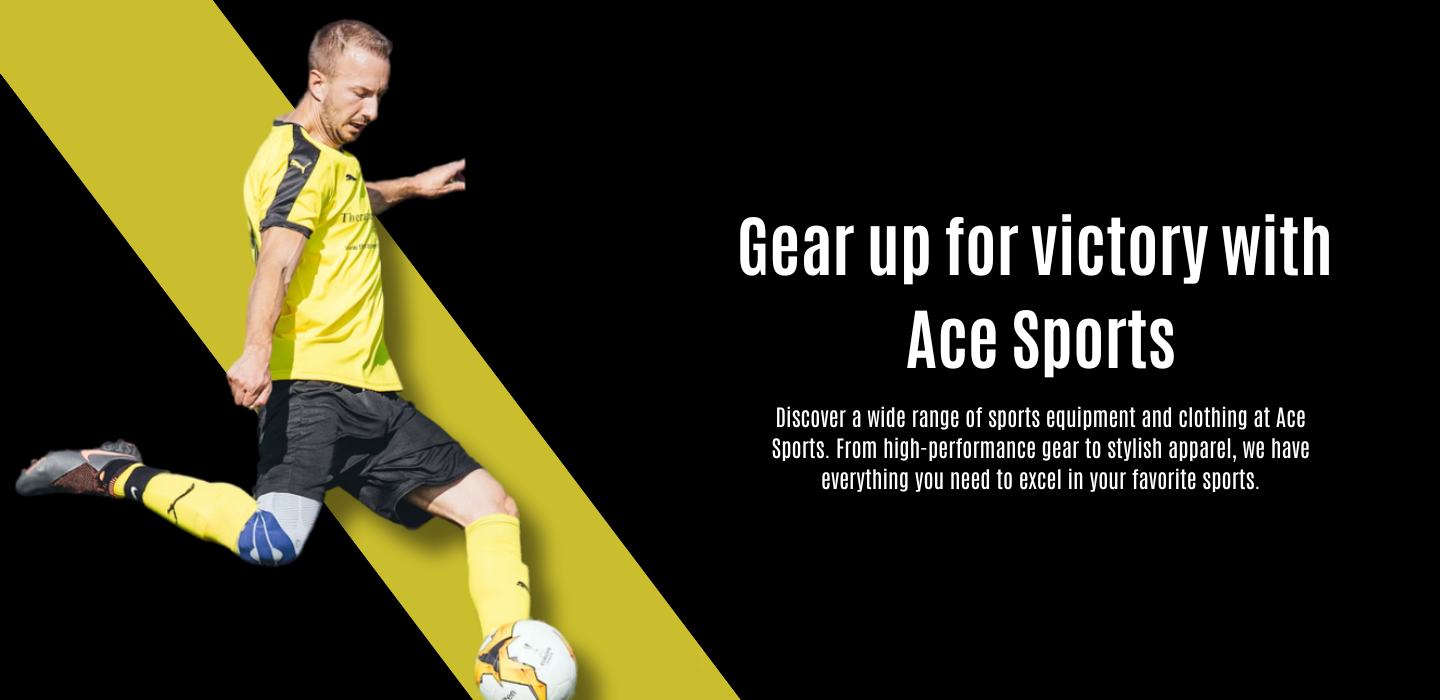 Gear up for victory with
Ace Sports
Discover a wide range of sports equipment and clothing at Ace
Sports. From high-performance gear to stylish apparel, we have
everything you need to excel in your favorite sports.